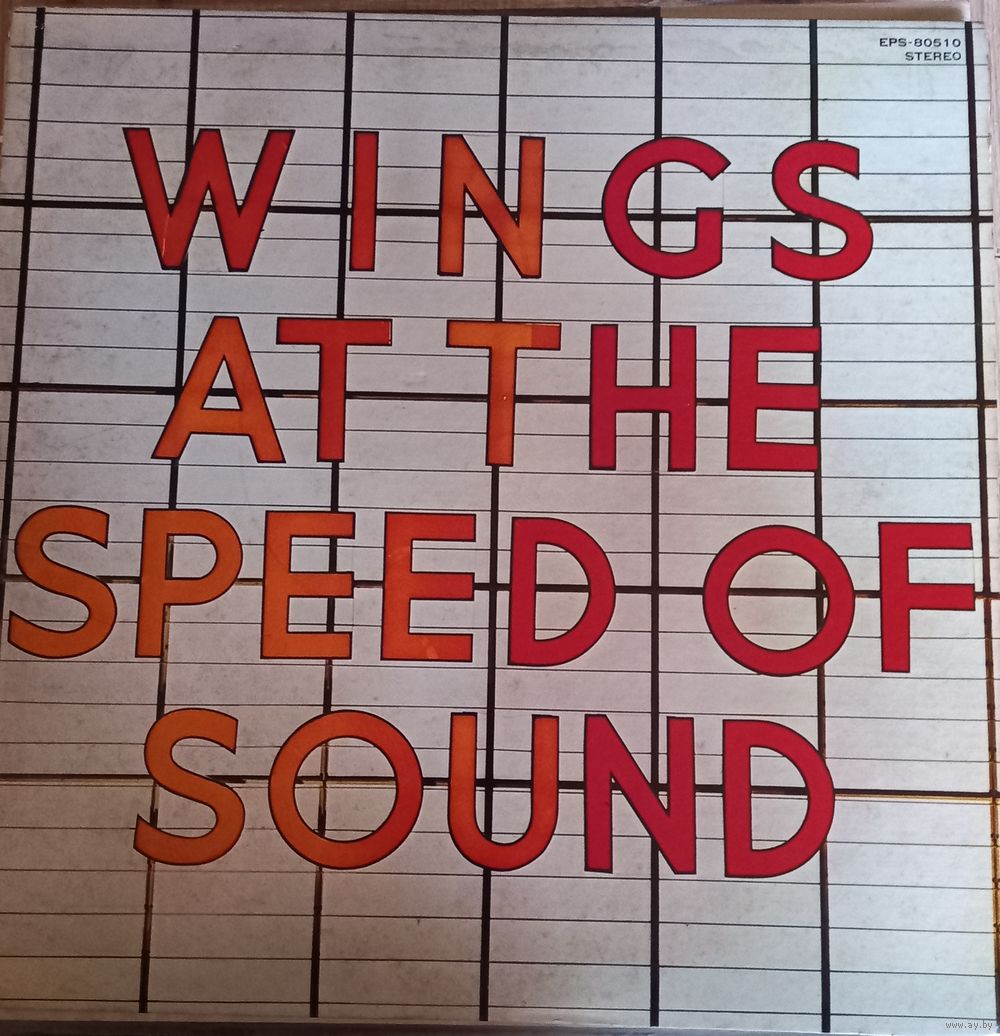 EPS-80510
STEREO
WINGS
AT THE
SPEED OF
SOUND
www.ay.by